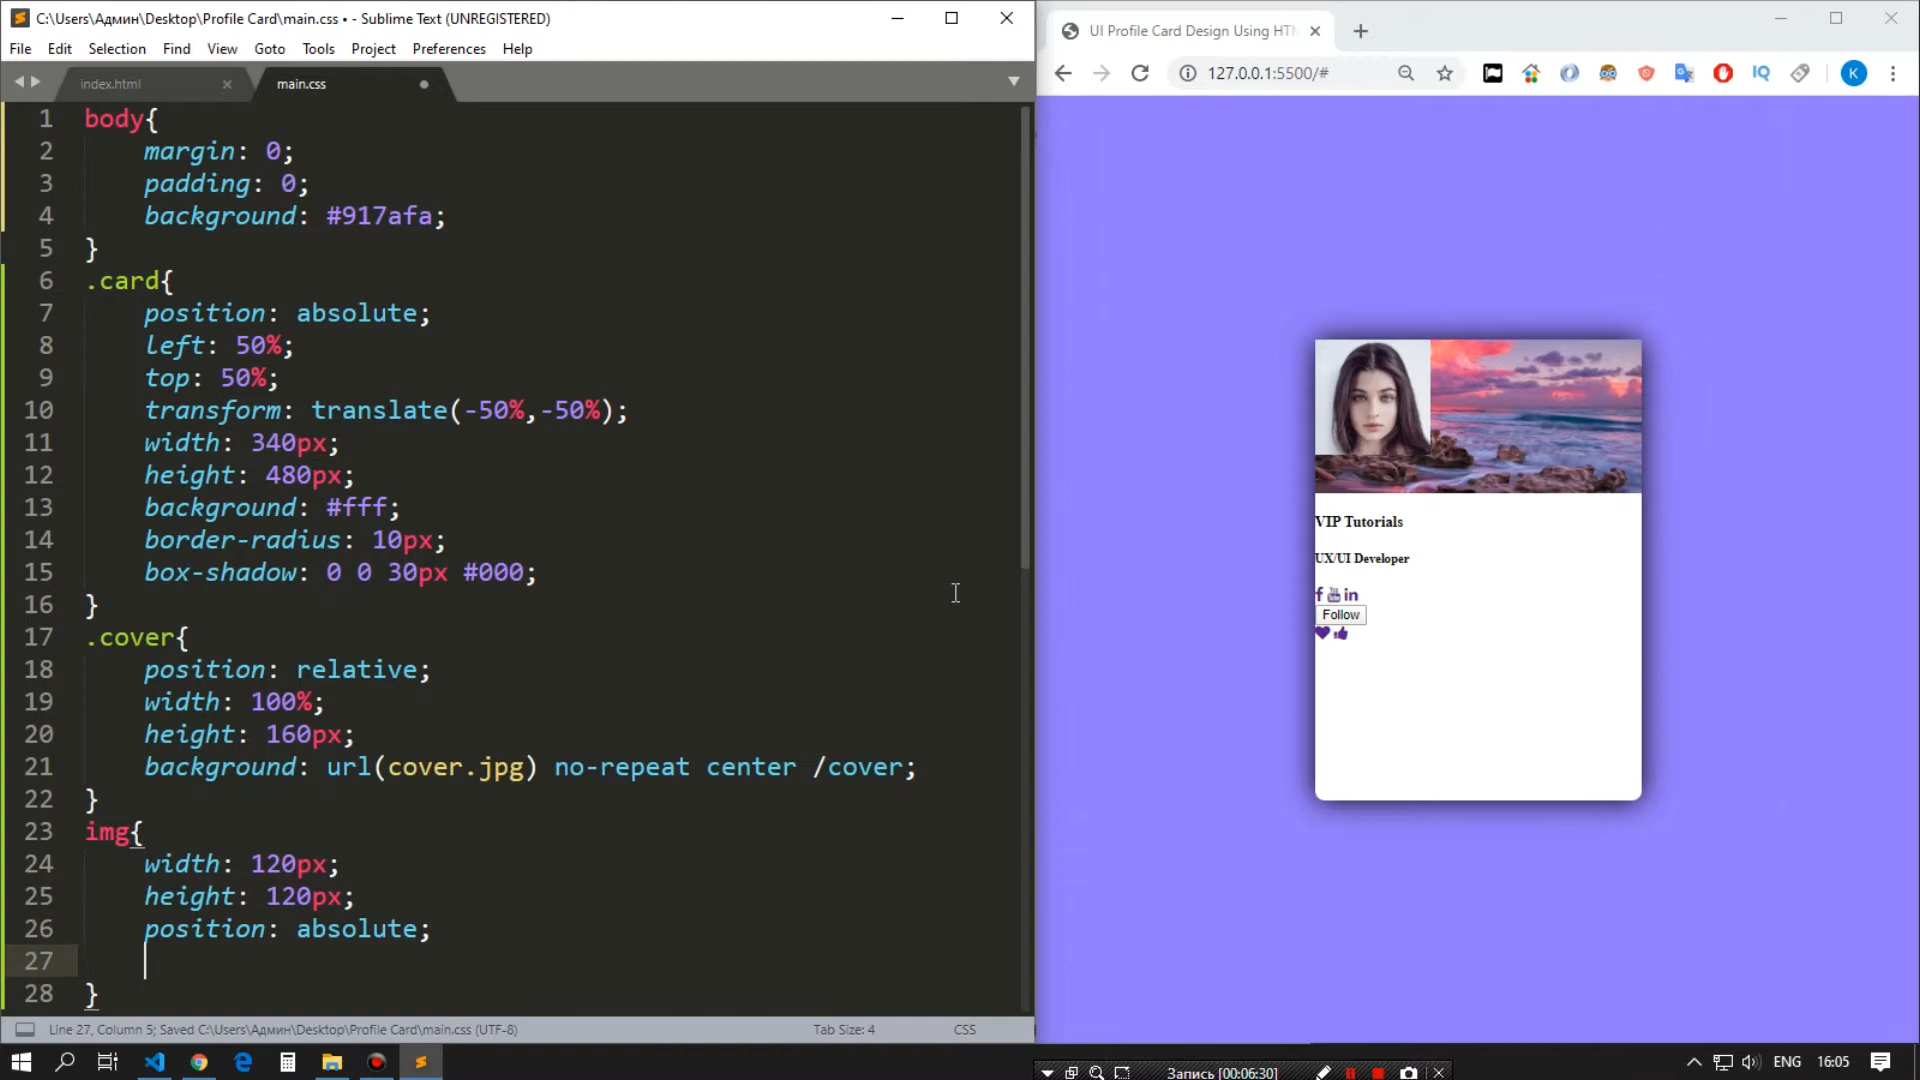 C:\Users\Админ\Desktop\Profile Card\main.css • - Sublime Text (UNREGISTERED)
File Edit Selection Find View Goto Tools Project Preferences Help
index.html
main.css
1 body{
2 margin: 0;
3 padding: 0;
4 background: #917afa;
5 }
6 .card{
7 position: absolute;
8 left: 50%;
9 top: 50%;
10 transform: translate(-50%,-50%);
11 width: 340px;
12 height: 480px;
13 background: #fff;
14 border-radius: 10px;
15 box-shadow: 0 0 30px #000;
16 }
17 .cover{
18 position: relative;
19 width: 100%;
20 height: 160px;
21 background: url(cover.jpg) no-repeat center /cover;
22 }
23 img{
24 width: 120px;
25 height: 120px;
26 position: absolute;
27
28 }
Line 27, Column 5; Saved C:\Users\Админ\Desktop\Profile Card\main.css (UTF-8)
Tab Size: 4
CSS
UI Profile Card Design Using HTM
127.0.0.1:5500/#
IQ
K
VIP Tutorials
UX/UI Developer
Follow
Запись [00:06:30]
ENG
16:05